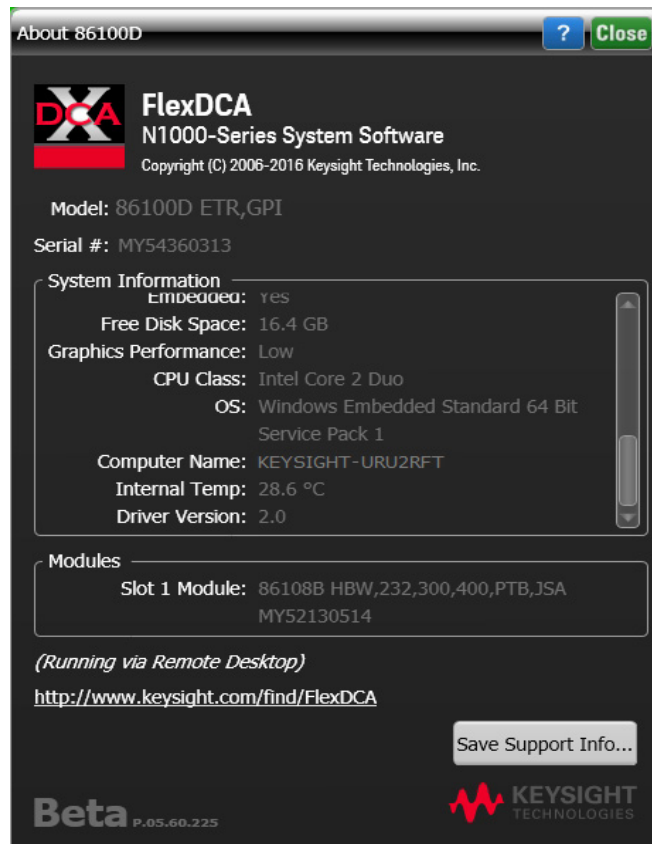 About 86100D
?
Close
DCA
X
FlexDCA
N1000-Series System Software
Copyright (C) 2006-2016 Keysight Technologies, Inc.
Model: 86100D ETR,GPI
Serial #: MY54360313
System Information
Embedded: Yes
Free Disk Space: 16.4 GB
Graphics Performance: Low
CPU Class: Intel Core 2 Duo
OS: Windows Embedded Standard 64 Bit
Service Pack 1
Computer Name: KEYSIGHT-URU2RFT
Internal Temp: 28.6 °C
Driver Version: 2.0
Modules
Slot 1 Module: 86108B HBW,232,300,400,PTB,JSA
MY52130514
(Running via Remote Desktop)
http://www.keysight.com/find/FlexDCA
Save Support Info...
Beta P.05.60.225
KEYSIGHT
TECHNOLOGIES